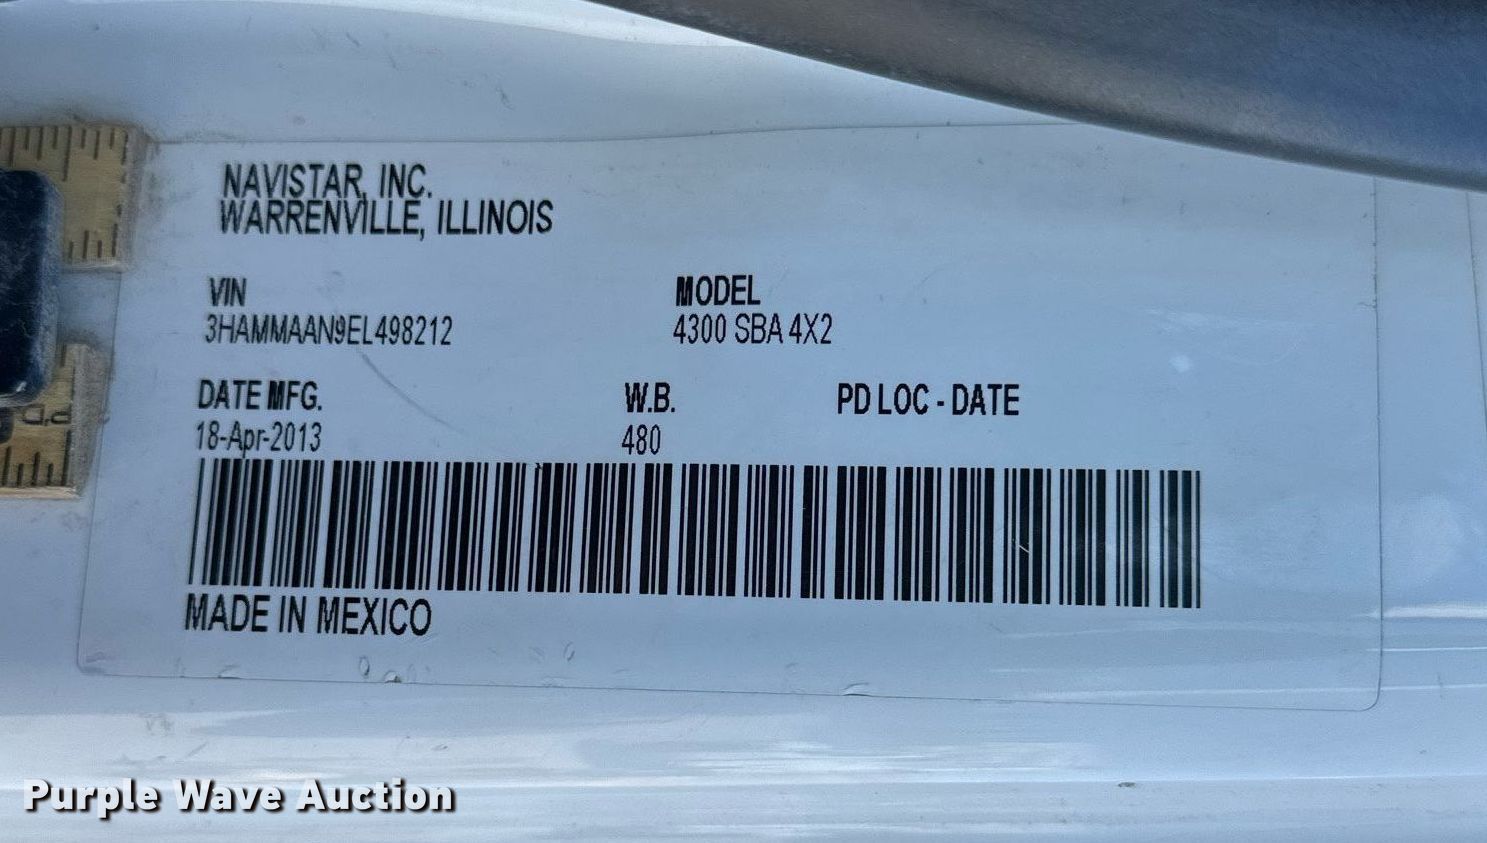 NAVISTAR, INC.
WARRENVILLE, ILLINOIS
VIN
MODEL
3HAMMAAN9EL498212
4300 SBA 4X2
DATE MFG.
W.B.
PD LOC - DATE
18-Apr-2013
480
MADE IN MEXICO
Purple Wave Auction